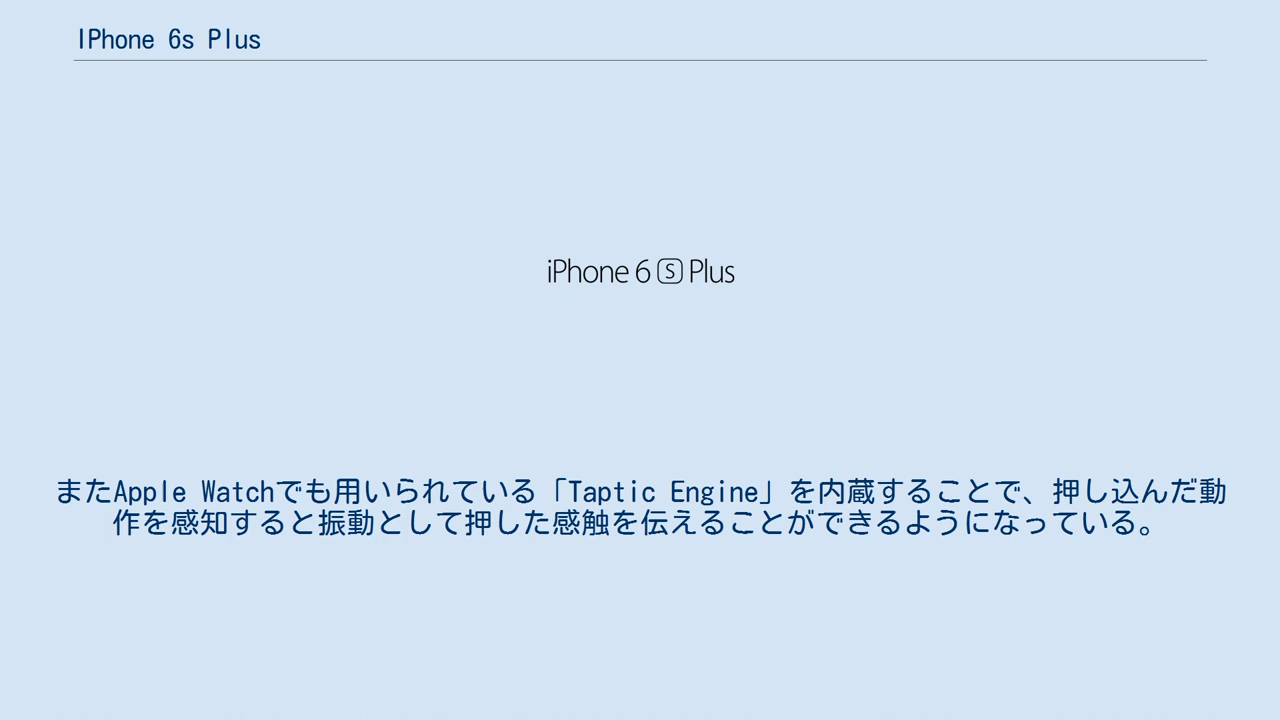 IPhone 6s Plus
iPhone 6 S Plus
またApple Watchでも用いられている「Taptic Engine」を内蔵することで、押し込んだ動
作を感知すると振動として押した感触を伝えることができるようになっている。